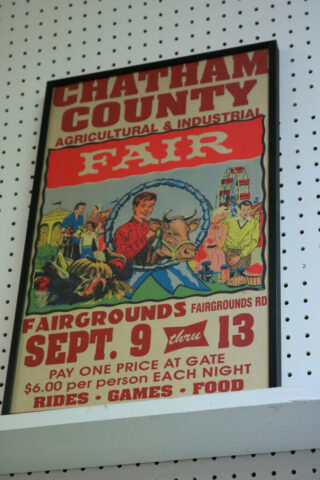 CHATHAM
COUNTY
AGRICULTURAL & INDUSTRIAL
FAIR
FAIRGROUNDS FAIRGROUNDS RD
SEPT. 9 thru 13
PAY ONE PRICE AT GATE
$6.00 per person EACH NIGHT
RIDES • GAMES • FOOD